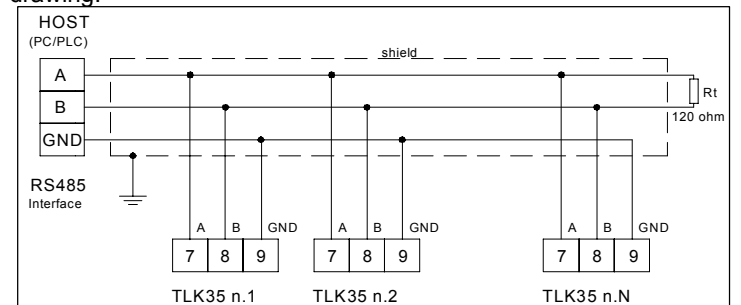 drawing:
HOST
(PC/PLC)
shield
A
B
Rt
120 ohm
GND
RS485
Interface
A B GND A B GND A B GND
7 8 9 7 8 9 7 8 9
TLK35 n.1 TLK35 n.2 TLK35 n.N